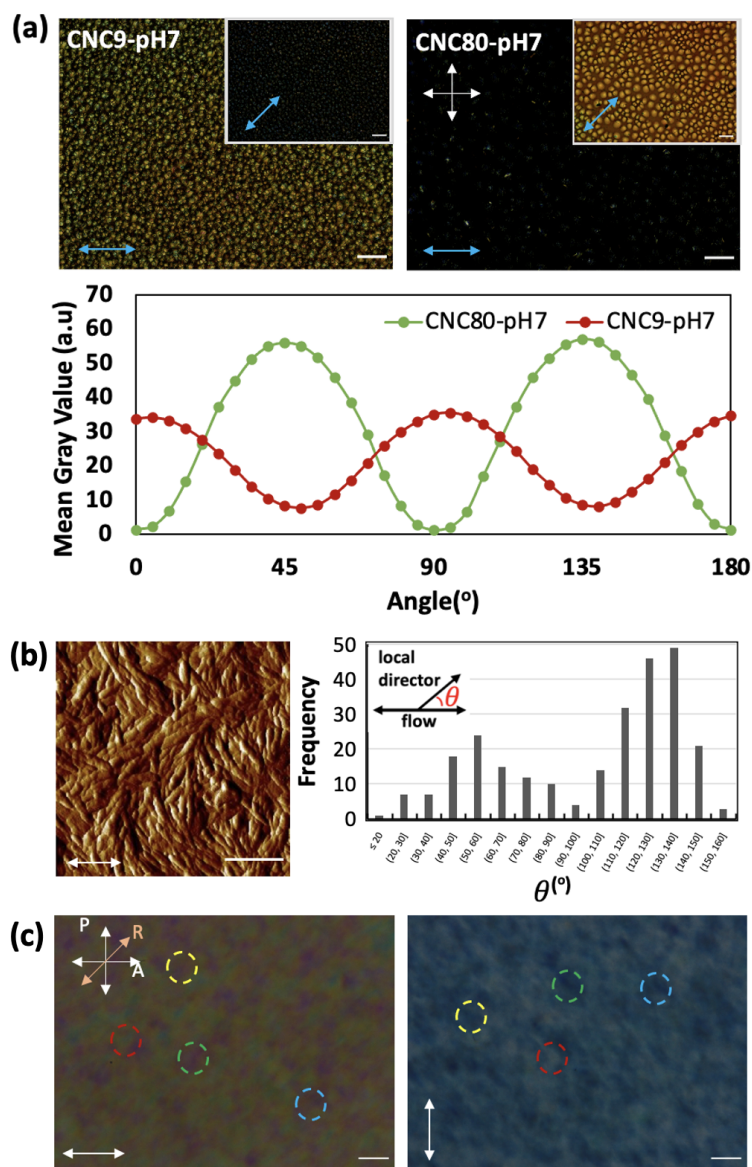 (a)
CNC9-pH7
CNC80-pH7
70
60
50
40
30
20
10
0
Mean Gray Value (a.u)
CNC80-pH7
CNC9-pH7
0
45
90
135
180
Angle(°)
(b)
50
40
30
20
10
0
Frequency
local
director
θ
flow
≤ 20
(20, 30]
(30, 40]
(40, 50]
(50, 60]
(60, 70]
(70, 80]
(80, 90]
(90, 100]
(100, 110]
(110, 120]
(120, 130]
(130, 140]
(140, 150]
(150, 160]
θ(°)
(c)
P
R
A